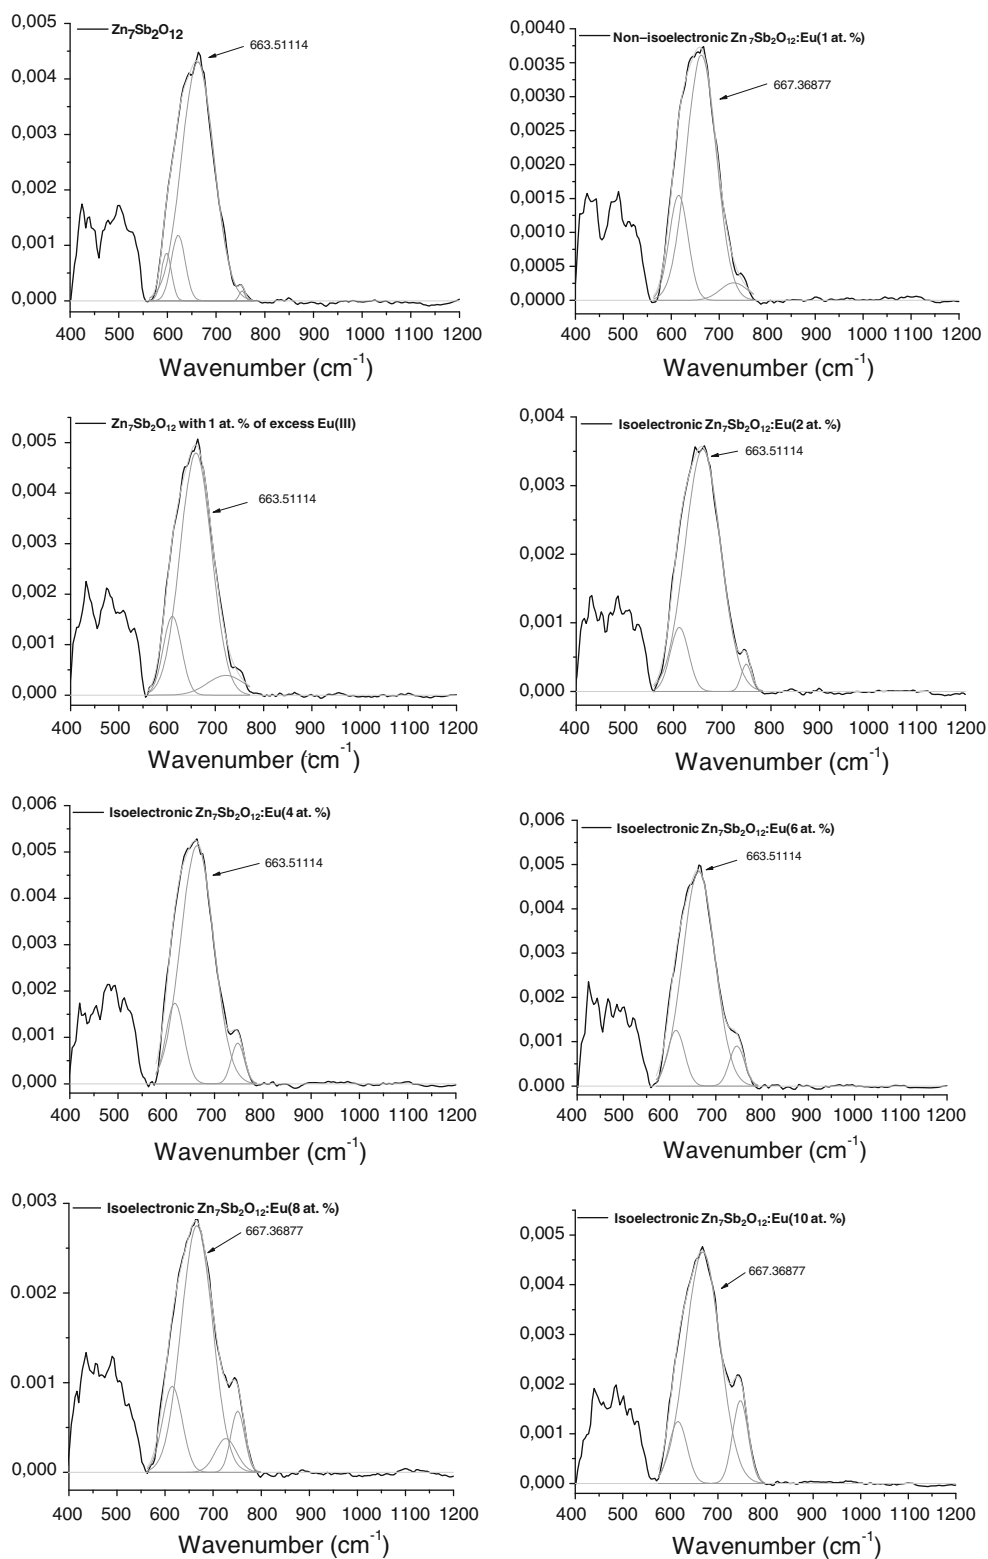 Zn₇Sb₂O₁₂
663.51114
0,005
0,004
0,003
0,002
0,001
0,000
400 500 600 700 800 900 1000 1100 1200
Wavenumber (cm⁻¹)
Non–isoelectronic Zn₇Sb₂O₁₂:Eu(1 at. %)
667.36877
0,0040
0,0035
0,0030
0,0025
0,0020
0,0015
0,0010
0,0005
0,0000
400 500 600 700 800 900 1000 1100 1200
Wavenumber (cm⁻¹)
Zn₇Sb₂O₁₂ with 1 at. % of excess Eu(III)
663.51114
0,005
0,004
0,003
0,002
0,001
0,000
400 500 600 700 800 900 1000 1100 1200
Wavenumber (cm⁻¹)
Isoelectronic Zn₇Sb₂O₁₂:Eu(2 at. %)
663.51114
0,004
0,003
0,002
0,001
0,000
400 500 600 700 800 900 1000 1100 1200
Wavenumber (cm⁻¹)
Isoelectronic Zn₇Sb₂O₁₂:Eu(4 at. %)
663.51114
0,006
0,005
0,004
0,003
0,002
0,001
0,000
400 500 600 700 800 900 1000 1100 1200
Wavenumber (cm⁻¹)
Isoelectronic Zn₇Sb₂O₁₂:Eu(6 at. %)
663.51114
0,006
0,005
0,004
0,003
0,002
0,001
0.000
400 500 600 700 800 900 1000 1100 1200
Wavenumber (cm⁻¹)
Isoelectronic Zn₇Sb₂O₁₂:Eu(8 at. %)
667.36877
0,003
0.002
0.001
0,000
400 500 600 700 800 900 1000 1100 1200
Wavenumber (cm⁻¹)
Isoelectronic Zn₇Sb₂O₁₂:Eu(10 at. %)
667.36877
0,005
0,004
0,003
0,002
0,001
0,000
400 500 600 700 800 900 1000 1100 1200
Wavenumber (cm⁻¹)